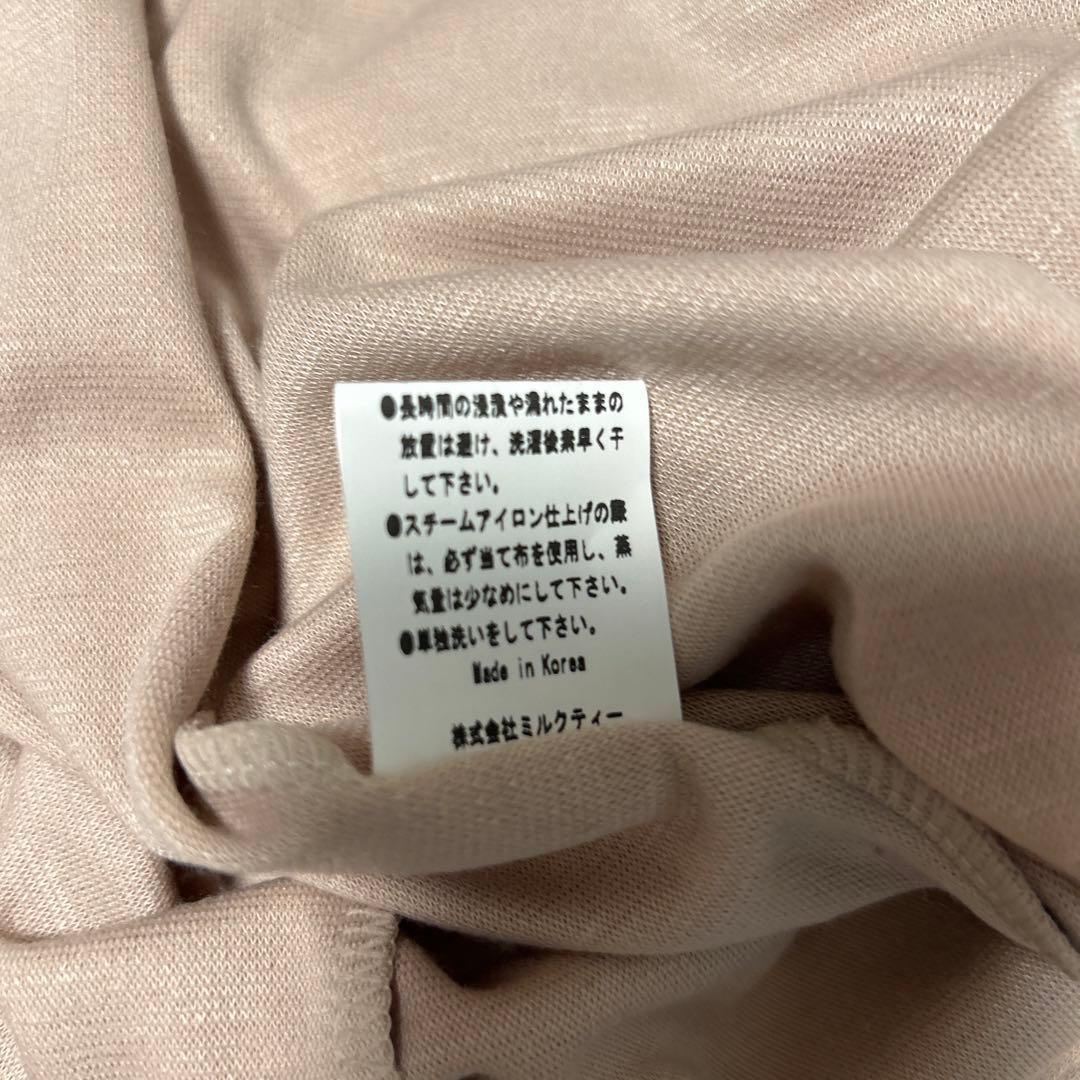 ●長時間の浸漬や濡れたままの
放置は避け、洗濯後素早く干
して下さい。
●スチームアイロン仕上げの際
は、必ず当て布を使用し、蒸
気量は少なめにして下さい。
●単独洗いをして下さい。
Made in Korea
株式会社ミルクティー